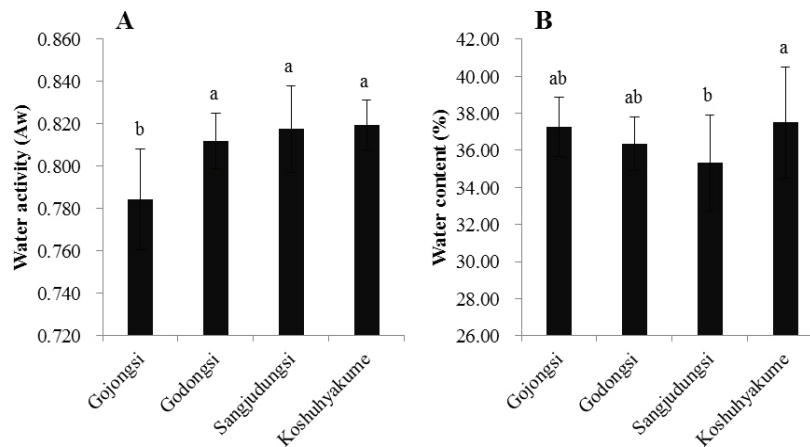 A
Water activity (Aw)
0.860
0.840
0.820
0.800
0.780
0.760
0.740
0.720
b
a
a
a
Gojongsi
Godongsi
Sangjudungsi
Koshuhyakume
B
Water content (%)
42.00
40.00
38.00
36.00
34.00
32.00
30.00
28.00
26.00
ab
ab
b
a
Gojongsi
Godongsi
Sangjudungsi
Koshuhyakume